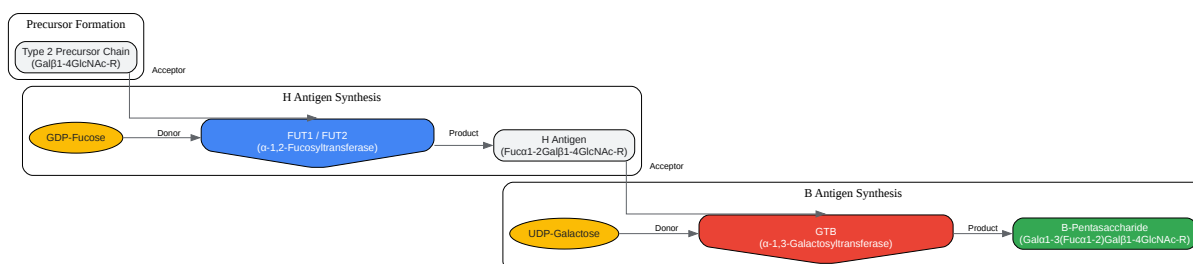 Precursor Formation
Type 2 Precursor Chain
(Galβ1-4GlcNAc-R)
Acceptor
H Antigen Synthesis
GDP-Fucose
Donor
FUT1 / FUT2
(α-1,2-Fucosyltransferase)
Product
H Antigen
(Fucα1-2Galβ1-4GlcNAc-R)
Acceptor
B Antigen Synthesis
UDP-Galactose
Donor
GTB
(α-1,3-Galactosyltransferase)
Product
B-Pentasaccharide
(Galα1-3(Fucα1-2)Galβ1-4GlcNAc-R)